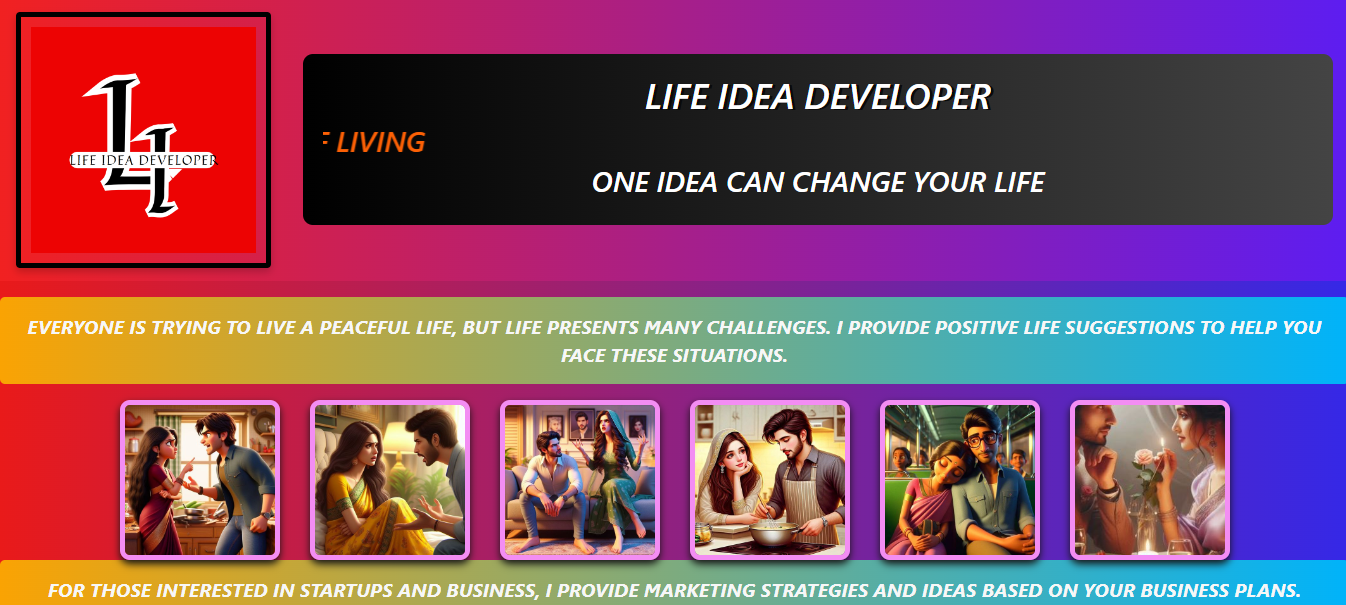 LIFE IDEA DEVELOPER
LIFE IDEA DEVELOPER
LIVING
ONE IDEA CAN CHANGE YOUR LIFE
EVERYONE IS TRYING TO LIVE A PEACEFUL LIFE, BUT LIFE PRESENTS MANY CHALLENGES. I PROVIDE POSITIVE LIFE SUGGESTIONS TO HELP YOU
FACE THESE SITUATIONS.
FOR THOSE INTERESTED IN STARTUPS AND BUSINESS, I PROVIDE MARKETING STRATEGIES AND IDEAS BASED ON YOUR BUSINESS PLANS.